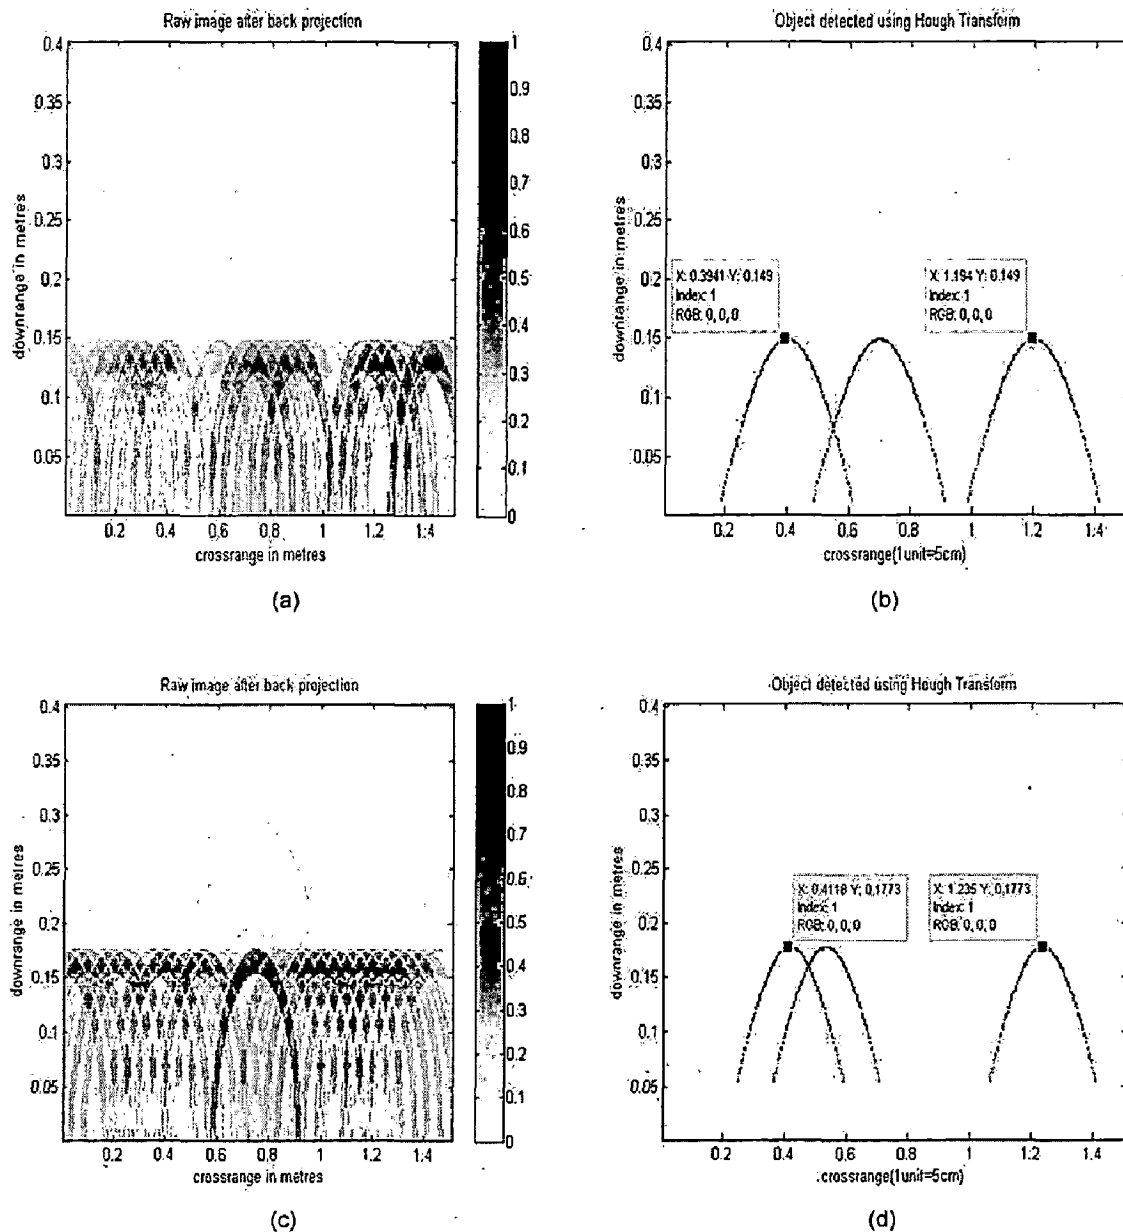 Raw image after back projection
downrange in metres
0.4
0.35
0.3
0.25
0.2
0.15
0.1
0.05
0.2 0.4 0.6 0.8 1 1.2 1.4
crossrange in metres
1
0.9
0.8
0.7
0.6
0.5
0.4
0.3
0.2
0.1
0
(a)
Object detected using Hough Transform
downrange in metres
0.4
0.35
0.3
0.25
0.2
0.15
0.1
0.05
X: 0.3941 Y: 0.149
Index: 1
RGB: 0, 0, 0
X: 1.194 Y: 0.149
Index: 1
RGB: 0, 0, 0
0.2 0.4 0.6 0.8 1 1.2 1.4
crossrange(1unit=5cm)
(b)
Raw image after back projection
downrange in metres
0.4
0.35
0.3
0.25
0.2
0.15
0.1
0.05
0.2 0.4 0.6 0.8 1 1.2 1.4
crossrange in metres
1
0.9
0.8
0.7
0.6
0.5
0.4
0.3
0.2
0.1
0
(c)
Object detected using Hough Transform
downrange in metres
0.4
0.35
0.3
0.25
0.2
0.15
0.1
0.05
X: 0.4118 Y: 0.1773
Index: 1
RGB: 0, 0, 0
X: 1.235 Y: 0.1773
Index: 1
RGB: 0, 0, 0
0.2 0.4 0.6 0.8 1 1.2 1.4
crossrange(1unit=5cm)
(d)